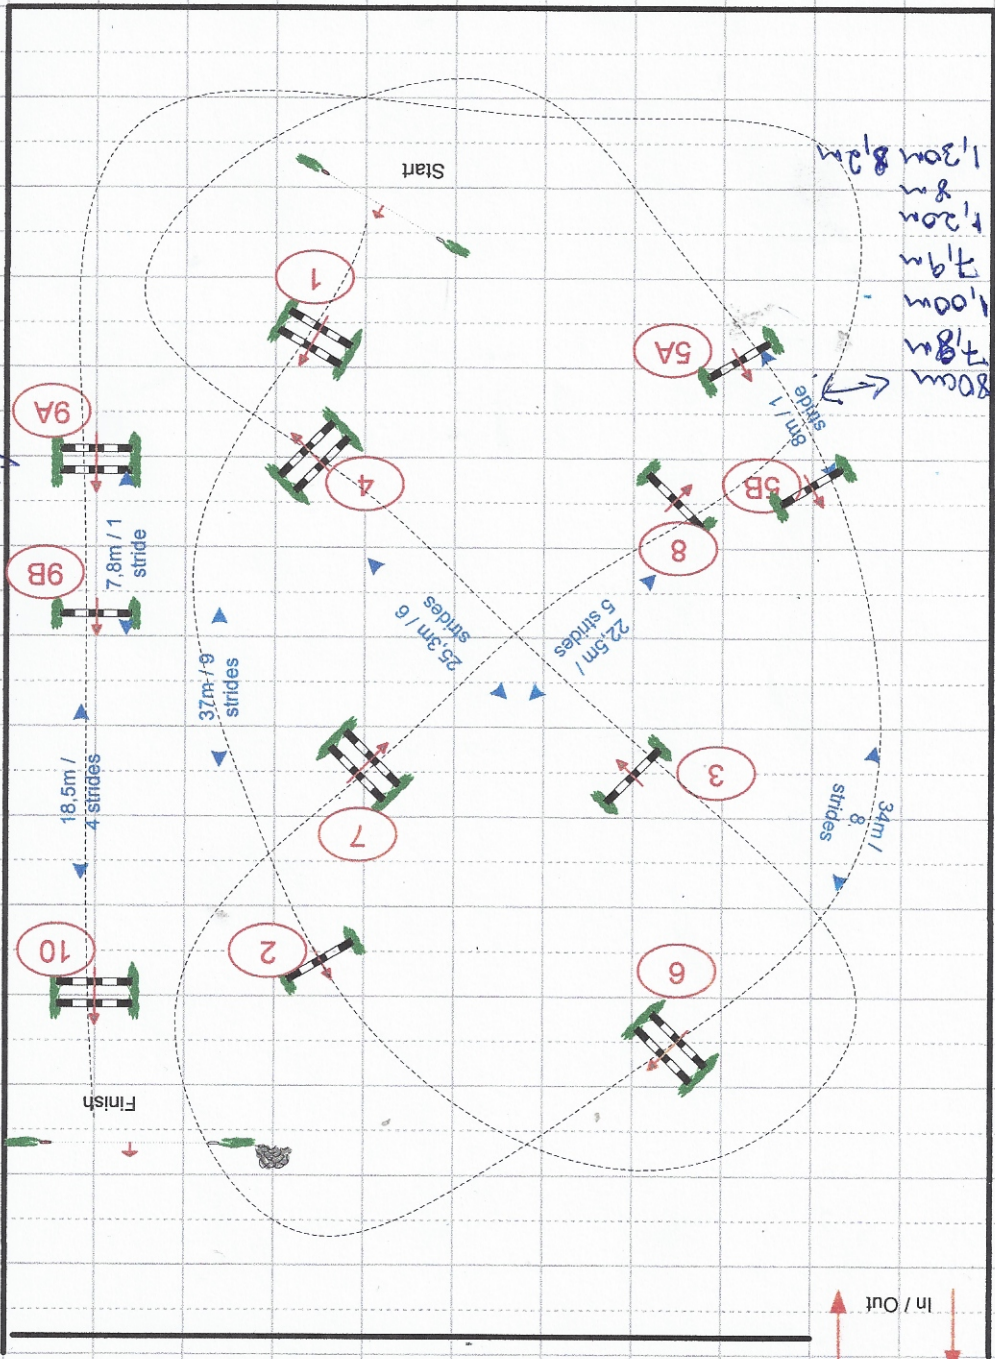 Start
1
80cm
7,8m
1,00m
7,9m
1,20m
8m
1,30m 8,2m
5A
8m / 1
stride
5B
9A
7,8m / 1
stride
9B
4
8
25,3m / 6
strides
22,5m /
5 strides
37m / 9
strides
18,5m /
4 strides
7
3
34m /
8.
strides
2
6
10
Finish
In / Out